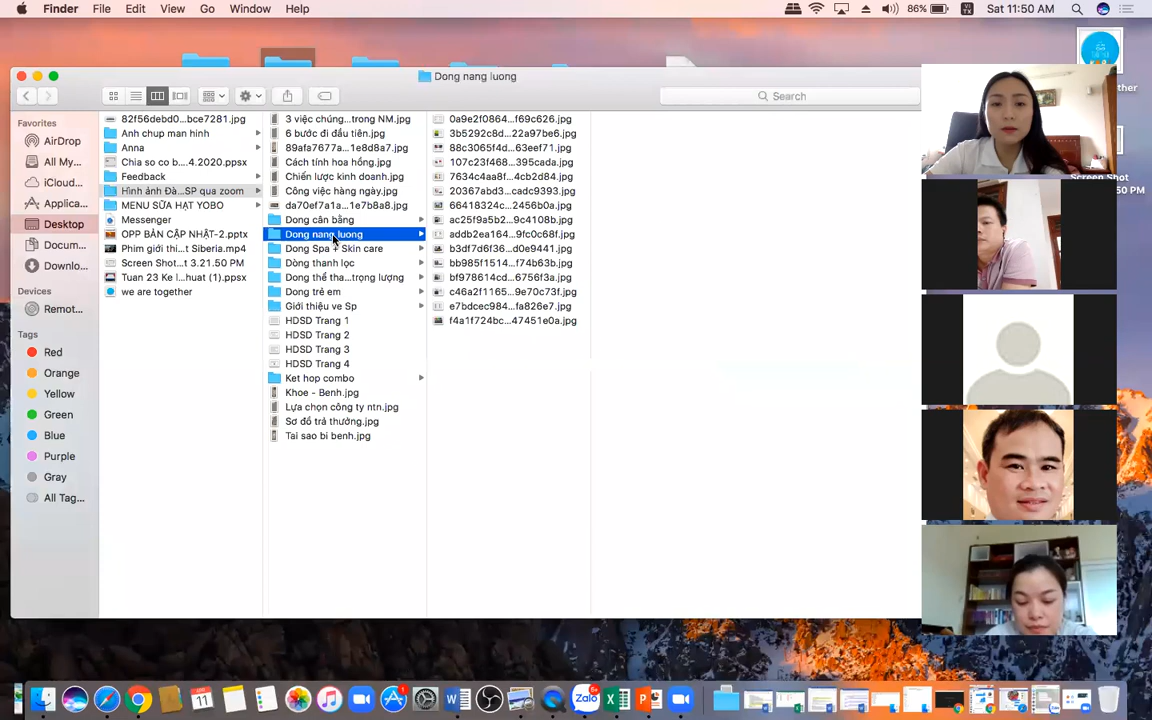 Finder File Edit View Go Window Help
86% Sat 11:50 AM
Dong nang luong
Search
Favorites
AirDrop
All My...
iCloud...
Applica...
Desktop
Docum...
Downlo...
Devices
Remot...
Tags
Red
Orange
Yellow
Green
Blue
Purple
Gray
All Tag...
82f56debd0...bce7281.jpg
Anh chup man hinh
Anna
Chia so co b....4.2020.ppsx
Feedback
Hình ảnh Đà...SP qua zoom
MENU SỮA HẠT YOBO
Messenger
OPP BẢN CẬP NHẬT-2.pptx
Phim giới thi...t Siberia.mp4
Screen Shot...t 3.21.50 PM
Tuan 23 Ke l...huat (1).ppsx
we are together
3 việc chúng...trong NM.jpg
6 bước đi đầu tiên.jpg
89afa7677a...1e8d8a7.jpg
Cách tính hoa hồng.jpg
Chiến lược kinh doanh.jpg
Công việc hàng ngày.jpg
da70ef7a1a...1e7b8a8.jpg
Dong cân bằng
Dong nang luong
Dong Spa + Skin care
Dòng thanh lọc
Dong thể tha...trọng lượng
Dong trẻ em
Giới thiệu ve Sp
HDSD Trang 1
HDSD Trang 2
HDSD Trang 3
HDSD Trang 4
Ket hop combo
Khoe - Benh.jpg
Lựa chọn công ty ntn.jpg
Sơ đồ trả thưởng.jpg
Tai sao bi benh.jpg
0a9e2f0864...f69c626.jpg
3b5292c8d...22a97be6.jpg
88c3065f4d...63eef71.jpg
107c23f468...395cada.jpg
7634c4aa8f...4cb2d84.jpg
20367abd3...cadc9393.jpg
66418324c...2456b0a.jpg
ac25f9a5b2...9c4108b.jpg
addb2ea164...9fc0c68f.jpg
b3df7d6f36...d0e9441.jpg
bb985f1514...f74b63b.jpg
bf978614cd...6756f3a.jpg
c46a2f1165...9e70c73f.jpg
e7bdcec984...fa826e7.jpg
f4a1f724bc...47451e0a.jpg
ther
Screen Shot
50 PM
11
Zalo